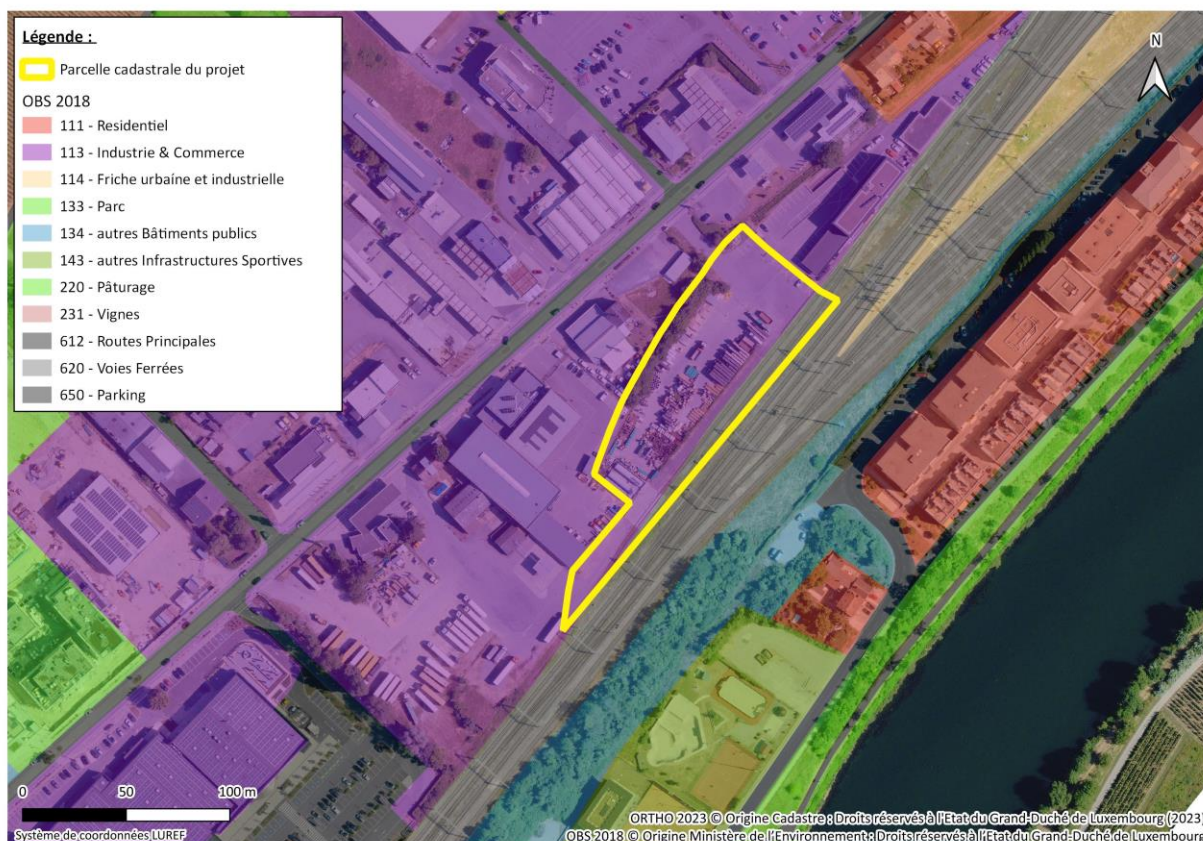 Légende :
Parcelle cadastrale du projet
OBS 2018
111 - Residentiel
113 - Industrie & Commerce
114 - Friche urbaine et industrielle
133 - Parc
134 - autres Bâtiments publics
143 - autres Infrastructures Sportives
220 - Pâturage
231 - Vignes
612 - Routes Principales
620 - Voies Ferrées
650 - Parking
N
0 50 100 m
Système de coordonnées LUREF
ORTHO 2023 © Origine Cadastre : Droits réservés à l'Etat du Grand-Duché de Luxembourg (2023)
OBS 2018 © Origine Ministère de l'Environnement : Droits réservés à l'Etat du Grand-Duché de Luxembourg